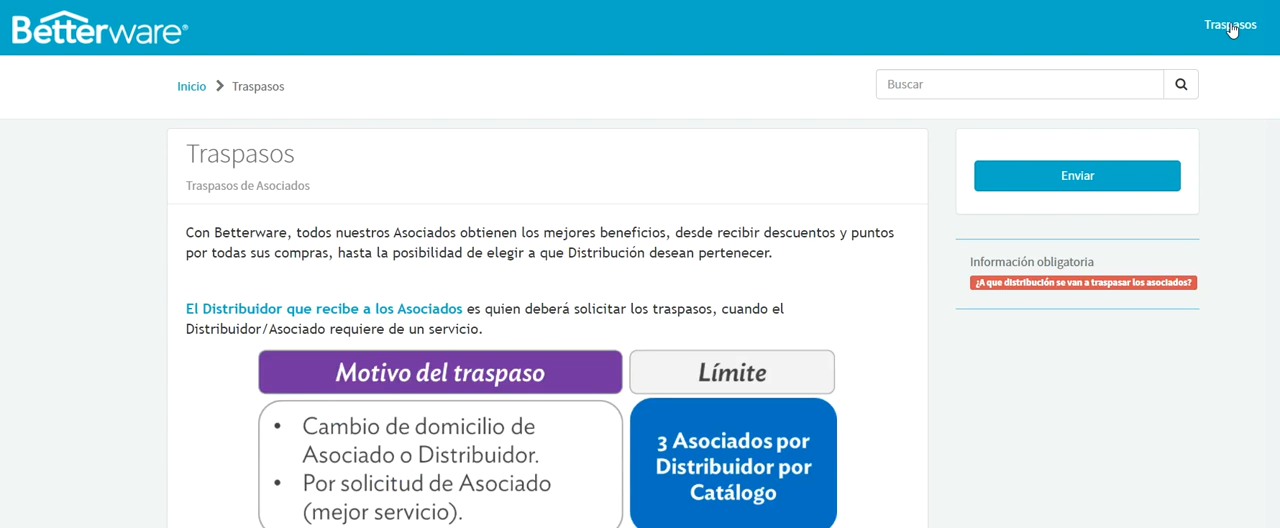 Betterware®
Traspasos
Inicio > Traspasos
Buscar
Traspasos
Traspasos de Asociados
Con Betterware, todos nuestros Asociados obtienen los mejores beneficios, desde recibir descuentos y puntos
por todas sus compras, hasta la posibilidad de elegir a que Distribución desean pertenecer.
El Distribuidor que recibe a los Asociados es quien deberá solicitar los traspasos, cuando el
Distribuidor/Asociado requiere de un servicio.
Motivo del traspaso
Límite
• Cambio de domicilio de
Asociado o Distribuidor.
• Por solicitud de Asociado
(mejor servicio).
3 Asociados por
Distribuidor por
Catálogo
Enviar
Información obligatoria
¿A que distribución se van a traspasar los asociados?